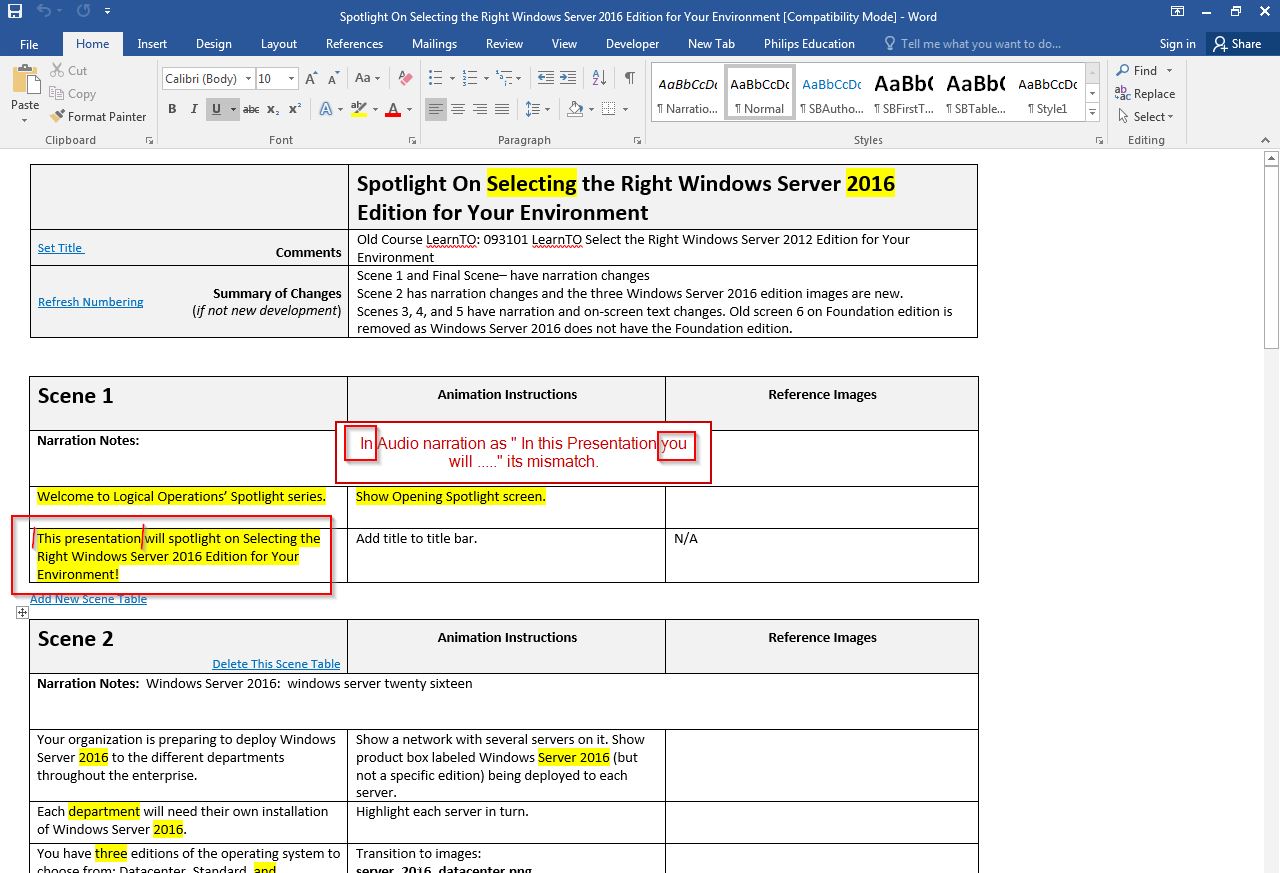 Spotlight On Selecting the Right Windows Server 2016 Edition for Your Environment [Compatibility Mode] - Word
File Home Insert Design Layout References Mailings Review View Developer New Tab Philips Education Tell me what you want to do... Sign in Share
Paste
Cut
Copy
Format Painter
Clipboard
Calibri (Body) 10 A A Aa
B I U abc x₂ x² A aby A
Font
Paragraph
AaBbCcDc AaBbCcDc AaBbCcDc AaBb( AaBbC AaBbCcDc
¶ Narratio... ¶ Normal ¶ SBAutho... ¶ SBFirstT... ¶ SBTable... ¶ Style1
Styles
Find
Replace
Select
Editing
Spotlight On Selecting the Right Windows Server 2016
Edition for Your Environment
Set Title
Comments
Old Course LearnTO: 093101 LearnTO Select the Right Windows Server 2012 Edition for Your
Environment
Refresh Numbering
Summary of Changes
(if not new development)
Scene 1 and Final Scene– have narration changes
Scene 2 has narration changes and the three Windows Server 2016 edition images are new.
Scenes 3, 4, and 5 have narration and on-screen text changes. Old screen 6 on Foundation edition is
removed as Windows Server 2016 does not have the Foundation edition.
Scene 1 Animation Instructions Reference Images
Narration Notes:
In Audio narration as " In this Presentation you
will ....." its mismatch.
Welcome to Logical Operations’ Spotlight series. Show Opening Spotlight screen.
This presentation will spotlight on Selecting the
Right Windows Server 2016 Edition for Your
Environment!
Add title to title bar.
N/A
Add New Scene Table
Scene 2 Animation Instructions Reference Images
Delete This Scene Table
Narration Notes: Windows Server 2016: windows server twenty sixteen
Your organization is preparing to deploy Windows
Server 2016 to the different departments
throughout the enterprise.
Show a network with several servers on it. Show
product box labeled Windows Server 2016 (but
not a specific edition) being deployed to each
server.
Each department will need their own installation
of Windows Server 2016.
Highlight each server in turn.
You have three editions of the operating system to
choose from: Datacenter, Standard, and
Transition to images:
server_2016_datacenter.png